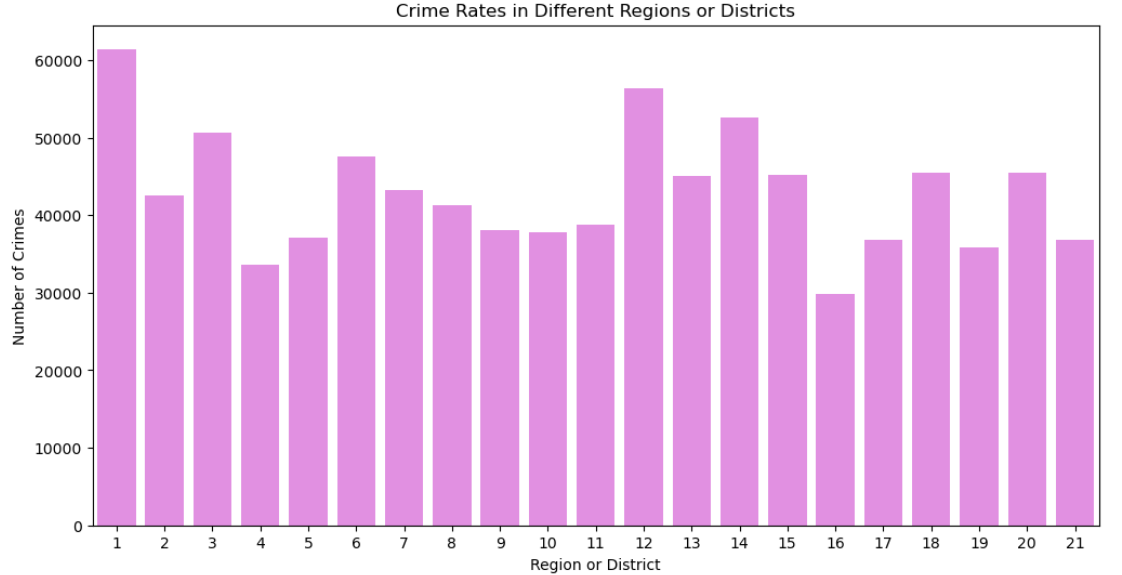 Crime Rates in Different Regions or Districts
60000
50000
40000
30000
20000
10000
0
Number of Crimes
1 2 3 4 5 6 7 8 9 10 11 12 13 14 15 16 17 18 19 20 21
Region or District